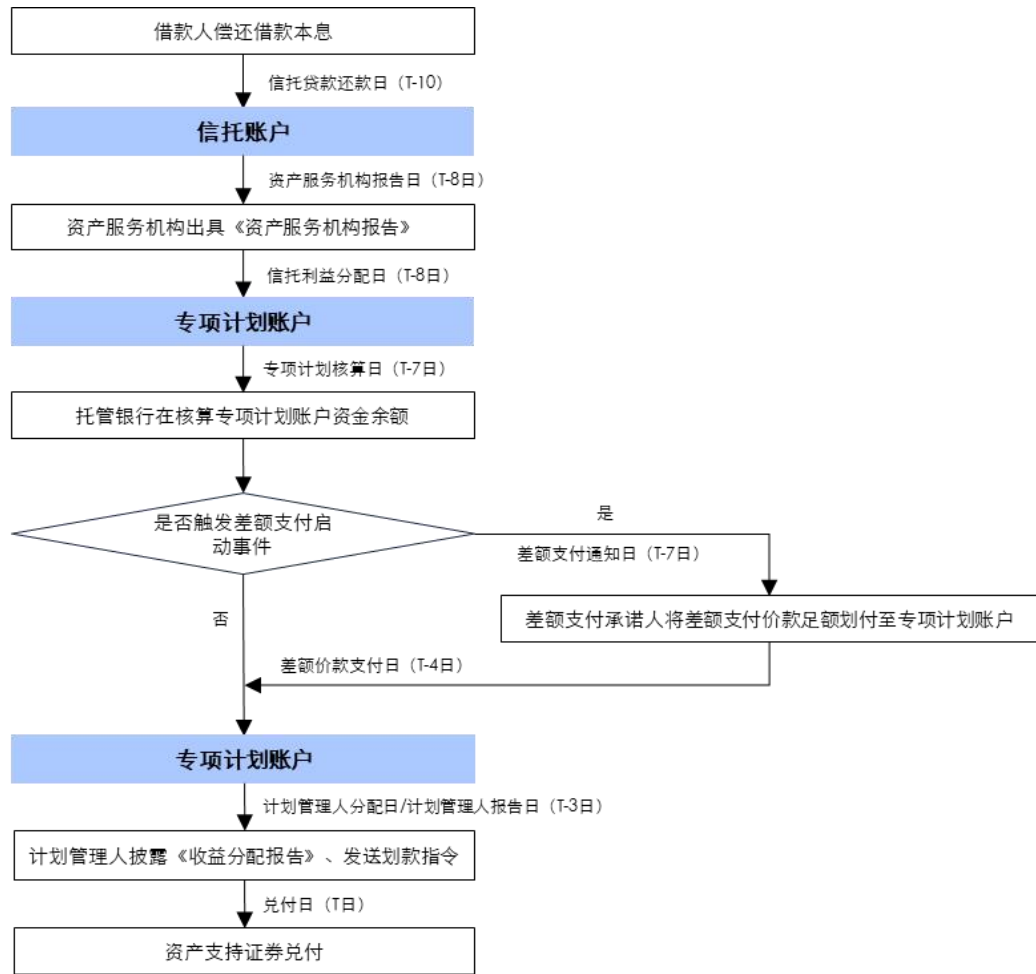 借款人偿还借款本息
信托贷款还款日（T-10）
信托账户
资产服务机构报告日（T-8日）
资产服务机构出具《资产服务机构报告》
信托利益分配日（T-8日）
专项计划账户
专项计划核算日（T-7日）
托管银行在核算专项计划账户资金余额
是否触发差额支付启
动事件
是
差额支付通知日（T-7日）
差额支付承诺人将差额支付价款足额划付至专项计划账户
否
差额价款支付日（T-4日）
专项计划账户
计划管理人分配日/计划管理人报告日（T-3日）
计划管理人披露《收益分配报告》、发送划款指令
兑付日（T日）
资产支持证券兑付